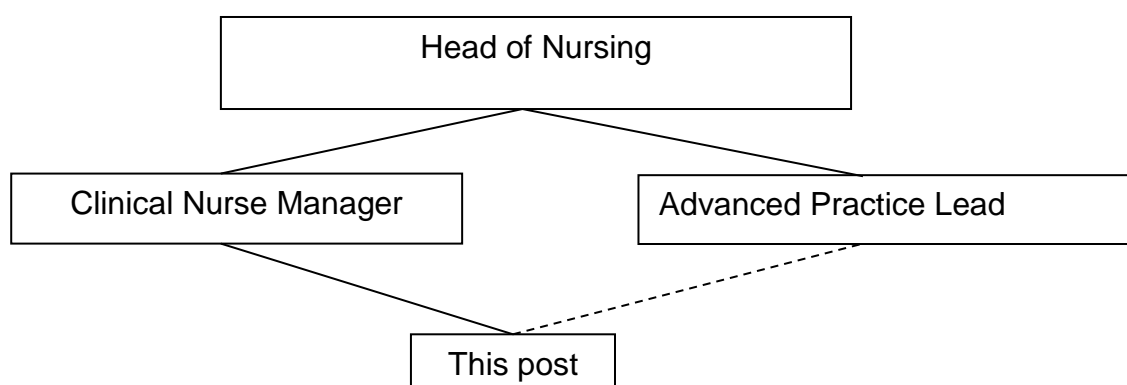 Head of Nursing
Clinical Nurse Manager
Advanced Practice Lead
This post